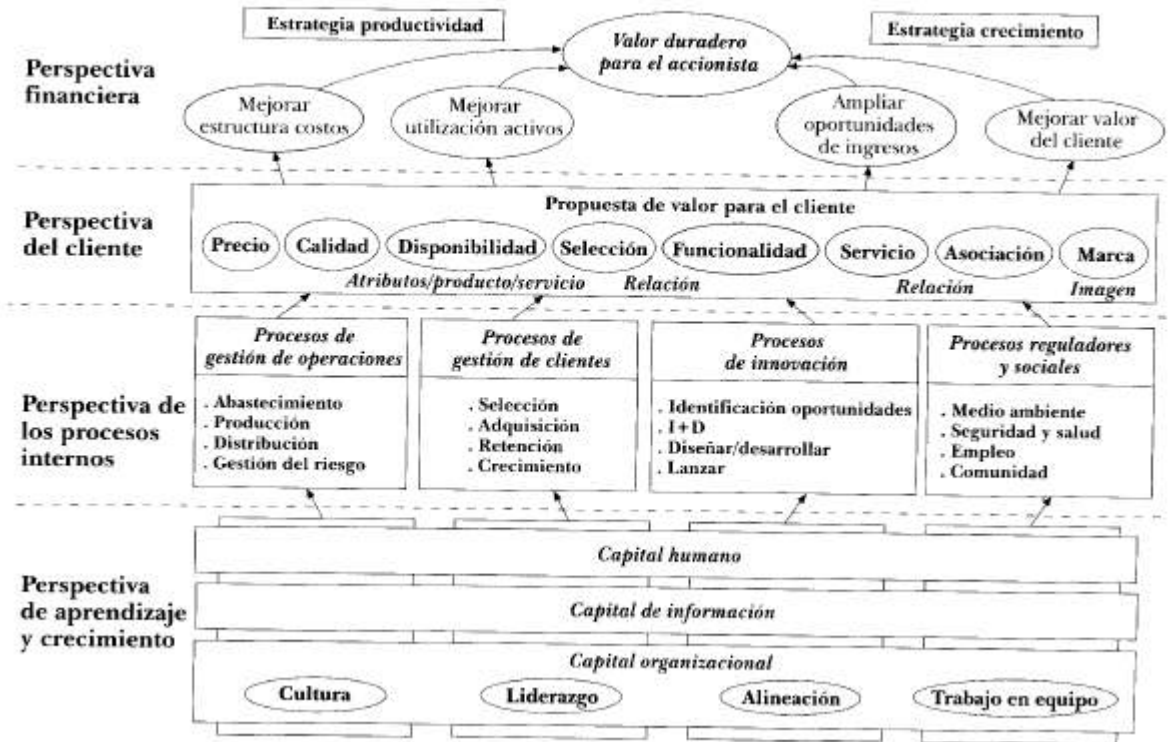 Estrategia productividad
Estrategia crecimiento
Valor duradero
para el accionista
Perspectiva
financiera
Mejorar
estructura costos
Mejorar
utilización activos
Ampliar
oportunidades
de ingresos
Mejorar valor
del cliente
Perspectiva
del cliente
Propuesta de valor para el cliente
Precio
Calidad
Disponibilidad
Selección
Funcionalidad
Servicio
Asociación
Marca
Atributos/producto/servicio
Relación
Relación
Imagen
Perspectiva de
los procesos
internos
Procesos de
gestión de operaciones
. Abastecimiento
. Producción
. Distribución
. Gestión del riesgo
Procesos de
gestión de clientes
. Selección
. Adquisición
. Retención
. Crecimiento
Procesos
de innovación
. Identificación oportunidades
. I+D
. Diseñar/desarrollar
. Lanzar
Procesos reguladores
y sociales
. Medio ambiente
. Seguridad y salud
. Empleo
. Comunidad
Perspectiva
de aprendizaje
y crecimiento
Capital humano
Capital de información
Capital organizacional
Cultura
Liderazgo
Alineación
Trabajo en equipo